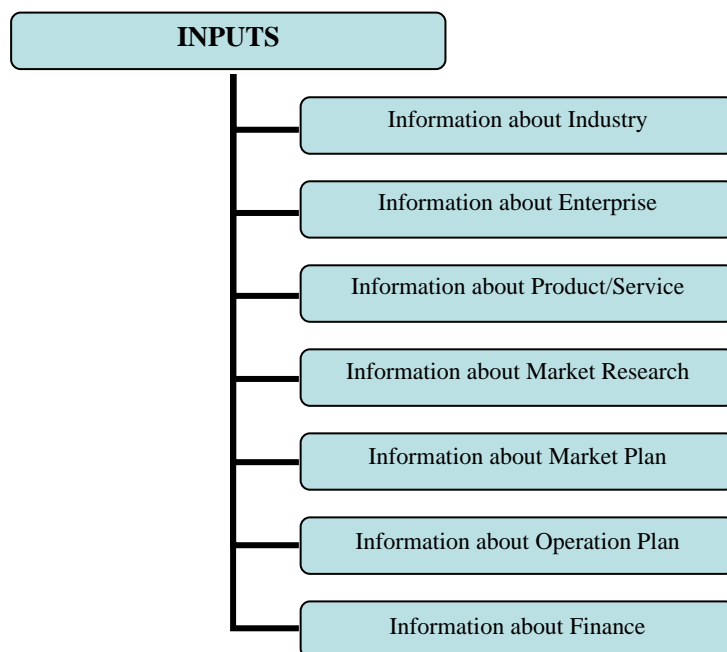 INPUTS
Information about Industry
Information about Enterprise
Information about Product/Service
Information about Market Research
Information about Market Plan
Information about Operation Plan
Information about Finance